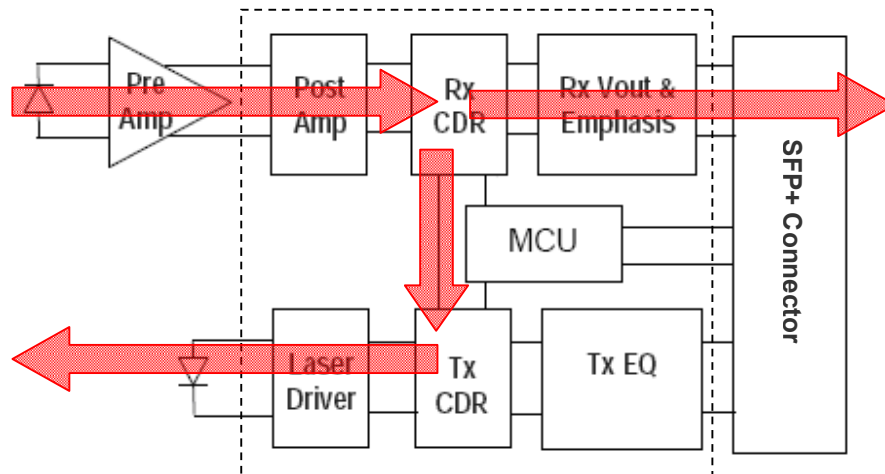 Pre
Amp
Post
Amp
Rx
CDR
Rx Vout &
Emphasis
SFP+ Connector
MCU
Laser
Driver
Tx
CDR
Tx EQ